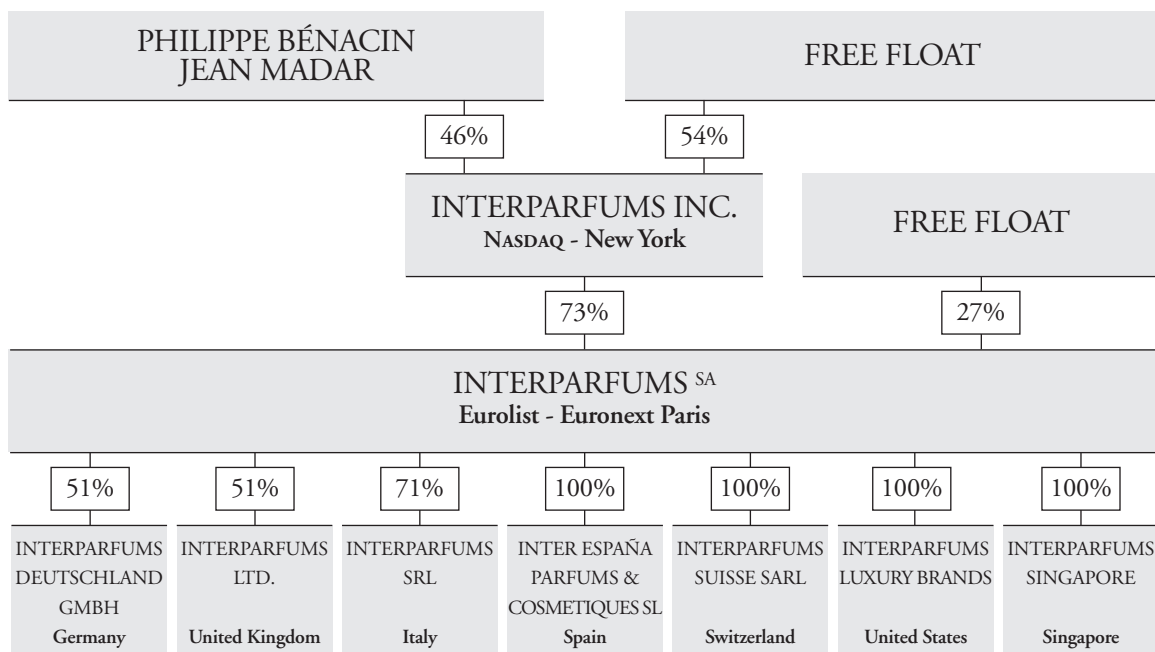 PHILIPPE BÉNACIN
JEAN MADAR
FREE FLOAT
46%
54%
INTERPARFUMS INC.
NASDAQ - New York
FREE FLOAT
73%
27%
INTERPARFUMS SA
Eurolist - Euronext Paris
51%
51%
71%
100%
100%
100%
100%
INTERPARFUMS
DEUTSCHLAND
GMBH
Germany
INTERPARFUMS
LTD.
United Kingdom
INTERPARFUMS
SRL
Italy
INTER ESPAÑA
PARFUMS &
COSMETIQUES SL
Spain
INTERPARFUMS
SUISSE SARL
Switzerland
INTERPARFUMS
LUXURY BRANDS
United States
INTERPARFUMS
SINGAPORE
Singapore